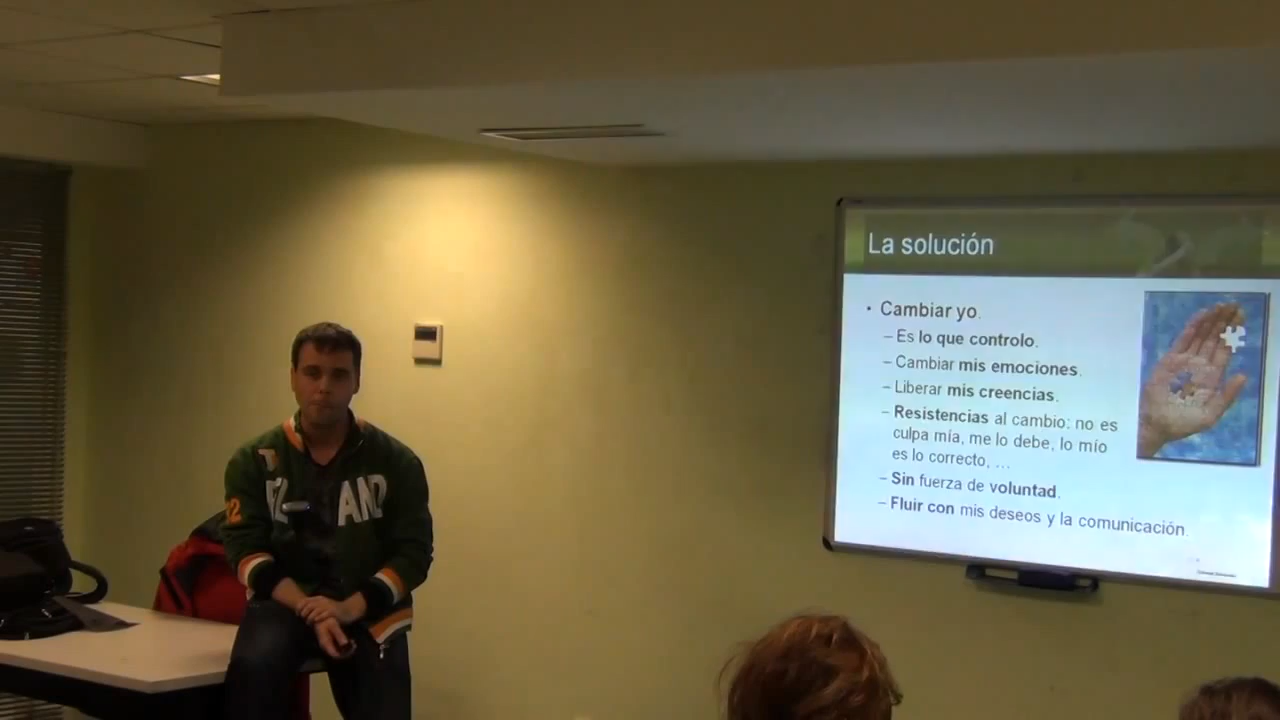 La solución
• Cambiar yo.
– Es lo que controlo.
– Cambiar mis emociones.
– Liberar mis creencias.
– Resistencias al cambio: no es
culpa mía, me lo debe, lo mío
es lo correcto, …
– Sin fuerza de voluntad.
– Fluir con mis deseos y la comunicación.
AND